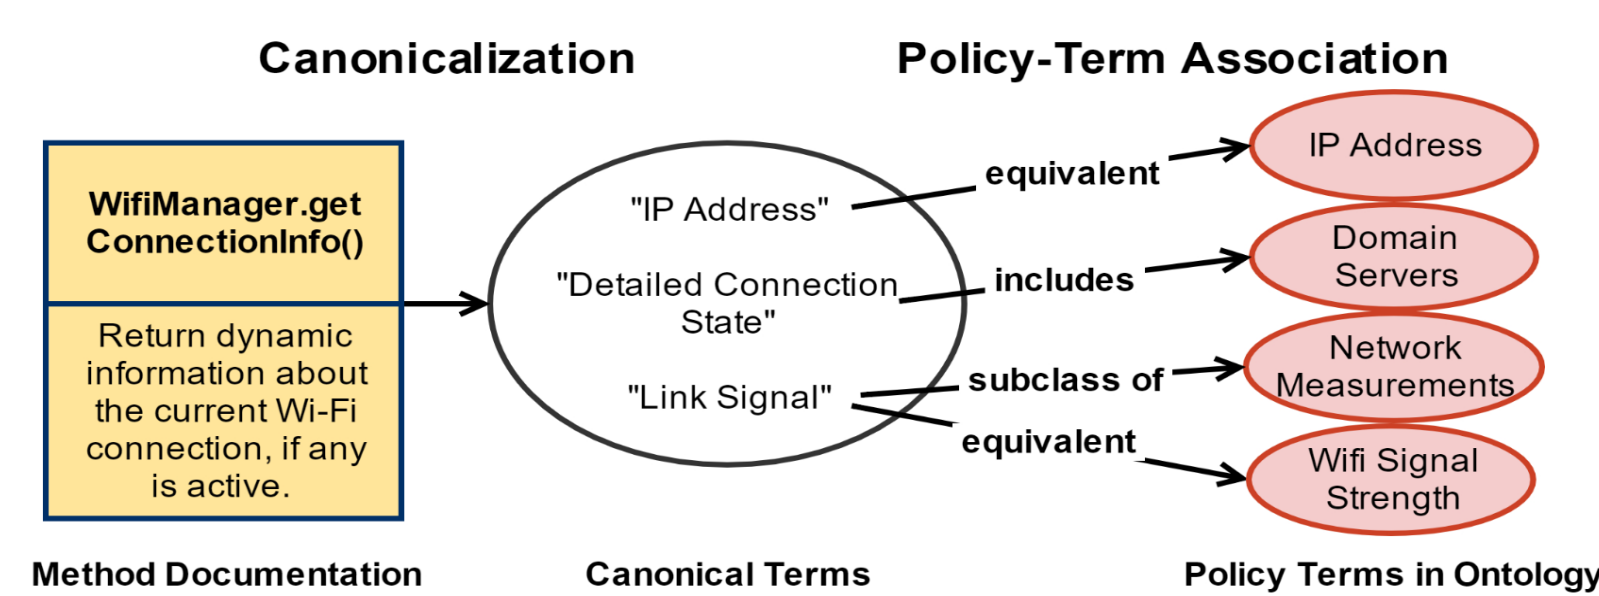 Canonicalization
Policy-Term Association
WifiManager.get
ConnectionInfo()
Return dynamic
information about
the current Wi-Fi
connection, if any
is active.
Method Documentation
"IP Address"
"Detailed Connection
State"
"Link Signal"
Canonical Terms
equivalent
includes
subclass of
equivalent
IP Address
Domain
Servers
Network
Measurements
Wifi Signal
Strength
Policy Terms in Ontology